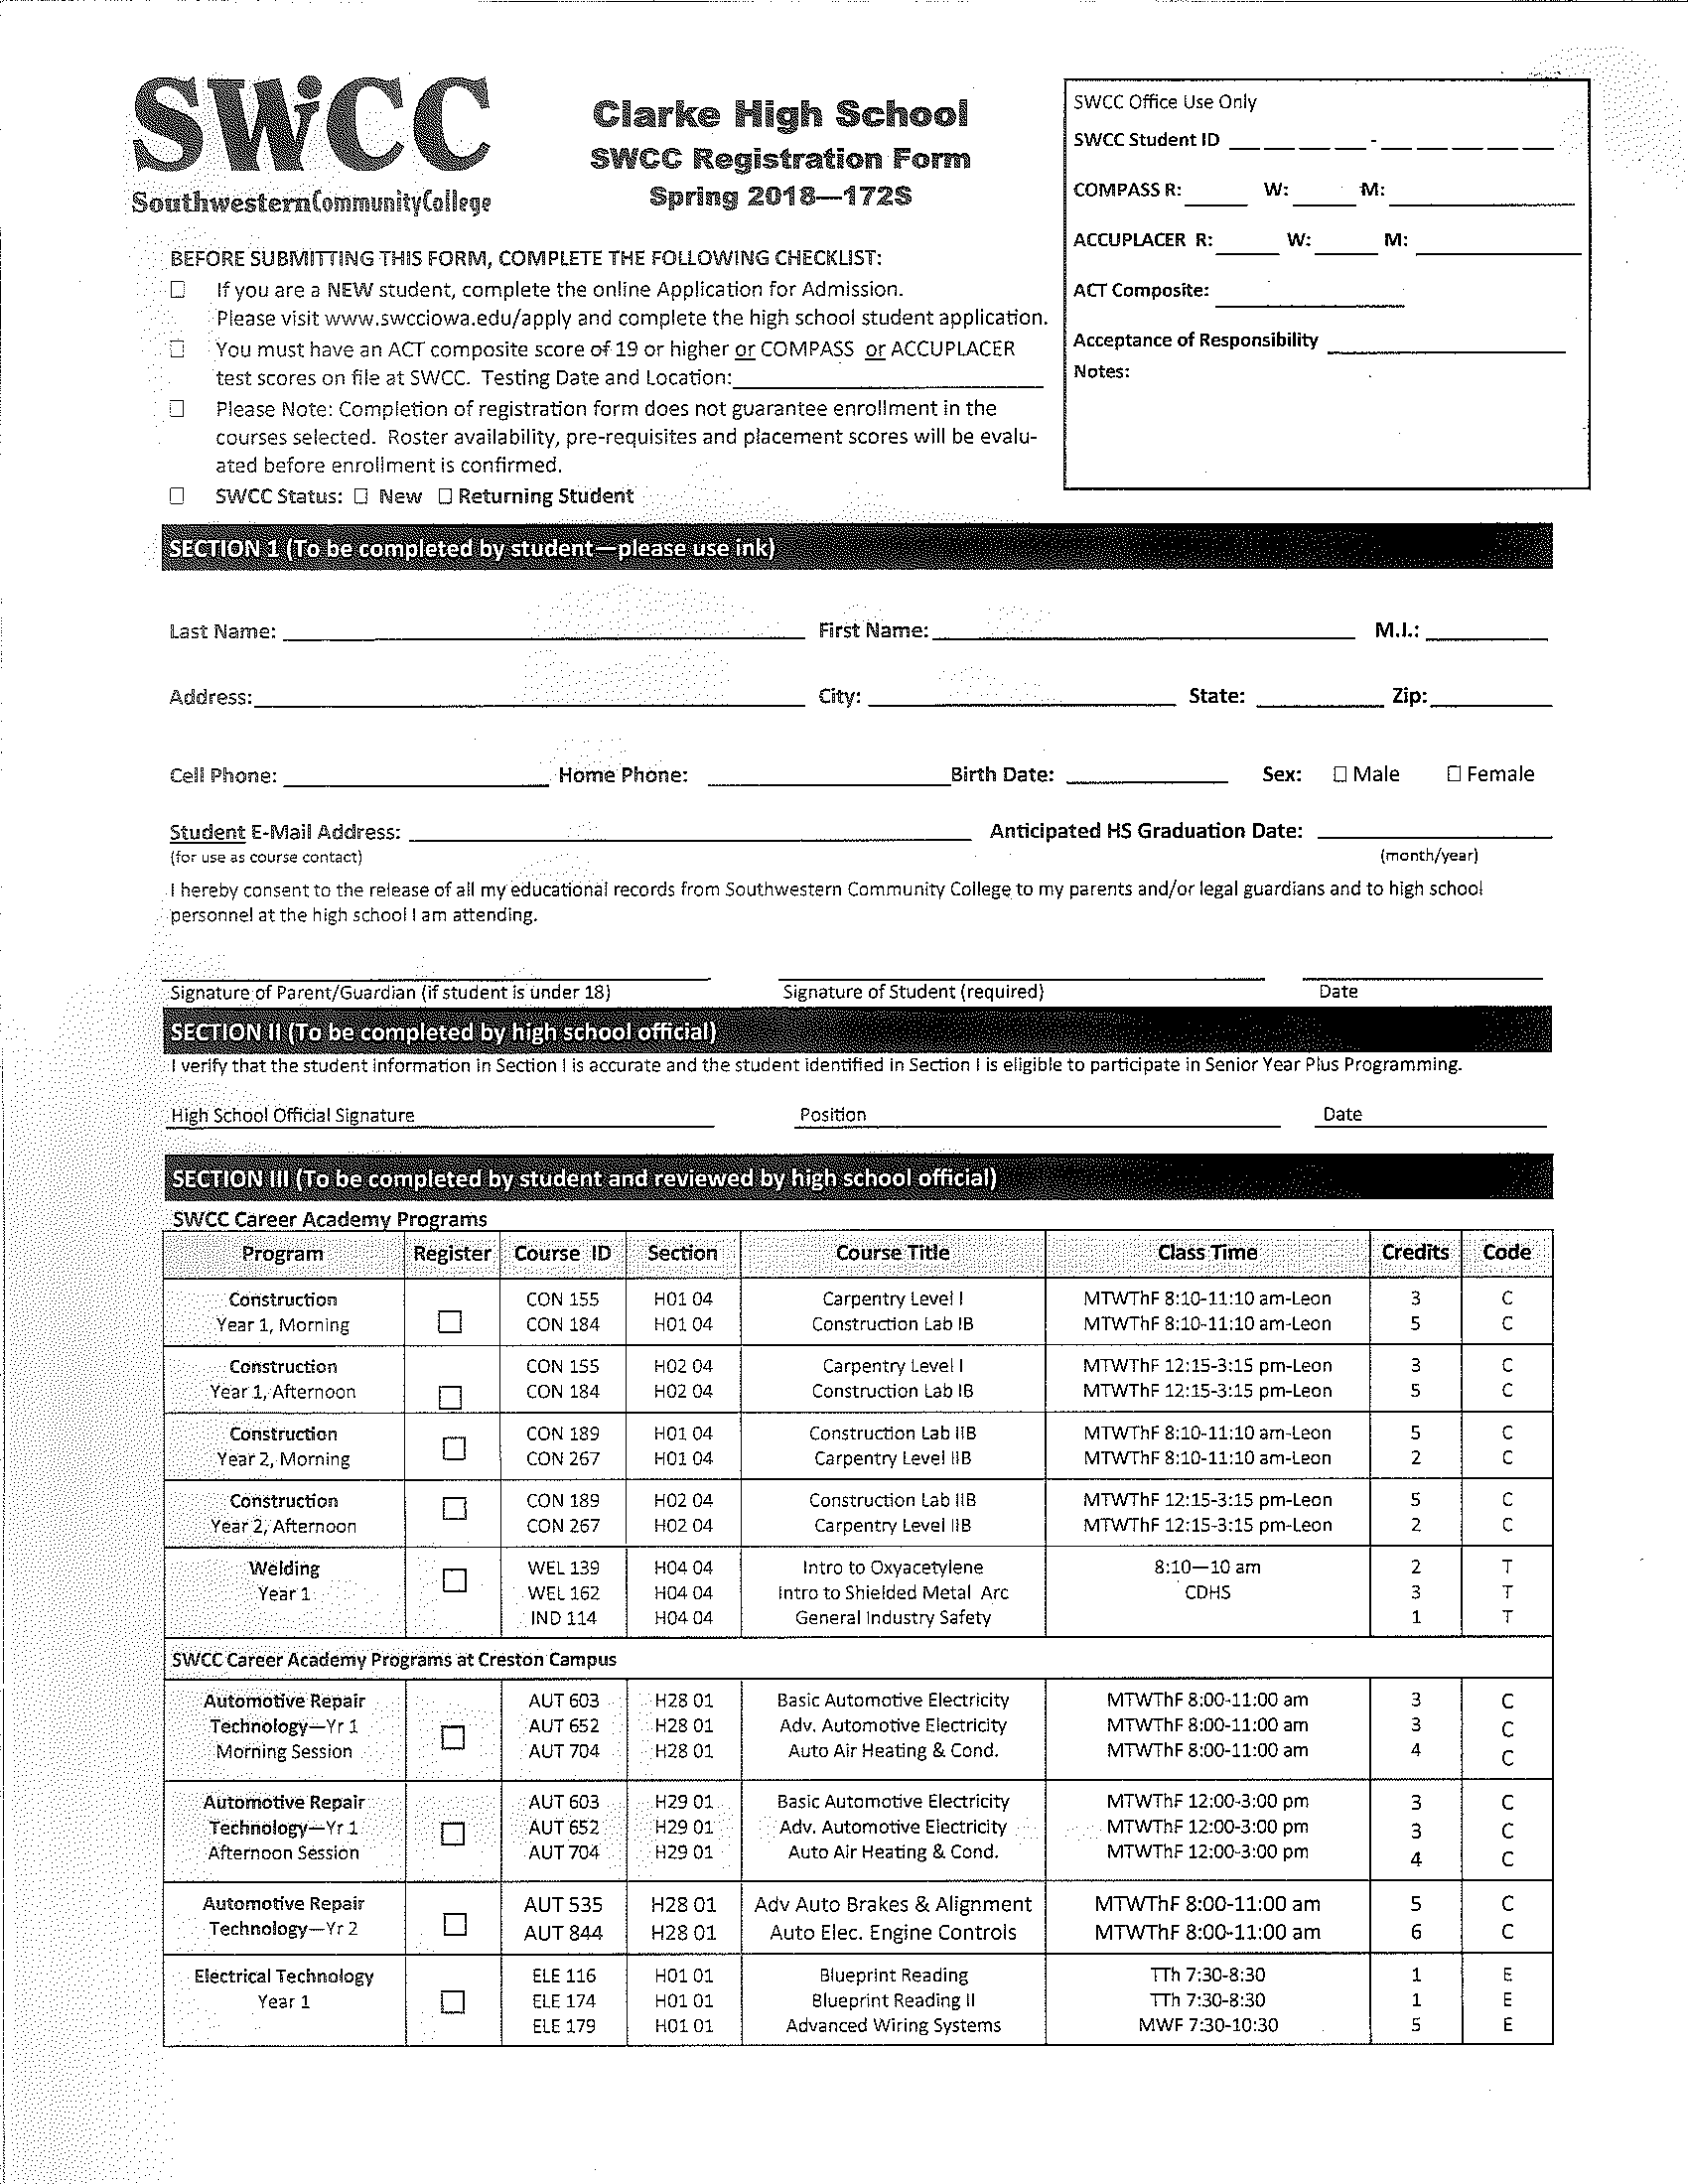 SWCC
SouthwesternCommunityCollege
Clarke High School
SWCC Registration Form
Spring 2018—172S
SWCC Office Use Only
SWCC Student ID ____ ____ ____ ____ - ____ ____ ____ ____ ____
COMPASS R: ______ W: ______ M: ______
ACCUPLACER R: ______ W: ______ M: ______
ACT Composite: ______
Acceptance of Responsibility ______
Notes:
BEFORE SUBMITTING THIS FORM, COMPLETE THE FOLLOWING CHECKLIST:
☐ If you are a NEW student, complete the online Application for Admission.
Please visit www.swcciowa.edu/apply and complete the high school student application.
☐ You must have an ACT composite score of 19 or higher or COMPASS or ACCUPLACER
test scores on file at SWCC. Testing Date and Location: ______
☐ Please Note: Completion of registration form does not guarantee enrollment in the
courses selected. Roster availability, pre-requisites and placement scores will be evalu-
ated before enrollment is confirmed.
☐ SWCC Status: ☐ New ☐ Returning Student
SECTION 1 (To be completed by student—please use ink)
Last Name: ______ First Name: ______ M.I.: ______
Address: ______ City: ______ State: ______ Zip: ______
Cell Phone: ______ Home Phone: ______ Birth Date: ______ Sex: ☐ Male ☐ Female
Student E-Mail Address: ______ Anticipated HS Graduation Date: ______
(for use as course contact) (month/year)
I hereby consent to the release of all my educational records from Southwestern Community College to my parents and/or legal guardians and to high school
personnel at the high school I am attending.
Signature of Parent/Guardian (if student is under 18) Signature of Student (required) Date
SECTION II (To be completed by high school official)
I verify that the student information in Section I is accurate and the student identified in Section I is eligible to participate in Senior Year Plus Programming.
High School Official Signature Position Date
SECTION III (To be completed by student and reviewed by high school official)
SWCC Career Academy Programs
Program Register Course ID Section Course Title Class Time Credits Code
Construction CON 155 H01 04 Carpentry Level I MTWThF 8:10-11:10 am-Leon 3 C
Year 1, Morning ☐ CON 184 H01 04 Construction Lab IB MTWThF 8:10-11:10 am-Leon 5 C
Construction CON 155 H02 04 Carpentry Level I MTWThF 12:15-3:15 pm-Leon 3 C
Year 1, Afternoon ☐ CON 184 H02 04 Construction Lab IB MTWThF 12:15-3:15 pm-Leon 5 C
Construction ☐ CON 189 H01 04 Construction Lab IIB MTWThF 8:10-11:10 am-Leon 5 C
Year 2, Morning CON 267 H01 04 Carpentry Level IIB MTWThF 8:10-11:10 am-Leon 2 C
Construction ☐ CON 189 H02 04 Construction Lab IIB MTWThF 12:15-3:15 pm-Leon 5 C
Year 2, Afternoon CON 267 H02 04 Carpentry Level IIB MTWThF 12:15-3:15 pm-Leon 2 C
Welding ☐ WEL 139 H04 04 Intro to Oxyacetylene 8:10—10 am 2 T
Year 1 WEL 162 H04 04 Intro to Shielded Metal Arc CDHS 3 T
IND 114 H04 04 General Industry Safety 1 T
SWCC Career Academy Programs at Creston Campus
Automotive Repair AUT 603 H28 01 Basic Automotive Electricity MTWThF 8:00-11:00 am 3 C
Technology—Yr 1 ☐ AUT 652 H28 01 Adv. Automotive Electricity MTWThF 8:00-11:00 am 3 C
Morning Session AUT 704 H28 01 Auto Air Heating & Cond. MTWThF 8:00-11:00 am 4 C
Automotive Repair AUT 603 H29 01 Basic Automotive Electricity MTWThF 12:00-3:00 pm 3 C
Technology—Yr 1 ☐ AUT 652 H29 01 Adv. Automotive Electricity MTWThF 12:00-3:00 pm 3 C
Afternoon Session AUT 704 H29 01 Auto Air Heating & Cond. MTWThF 12:00-3:00 pm 4 C
Automotive Repair AUT 535 H28 01 Adv Auto Brakes & Alignment MTWThF 8:00-11:00 am 5 C
Technology—Yr 2 ☐ AUT 844 H28 01 Auto Elec. Engine Controls MTWThF 8:00-11:00 am 6 C
Electrical Technology ELE 116 H01 01 Blueprint Reading TTh 7:30-8:30 1 E
Year 1 ☐ ELE 174 H01 01 Blueprint Reading II TTh 7:30-8:30 1 E
ELE 179 H01 01 Advanced Wiring Systems MWF 7:30-10:30 5 E